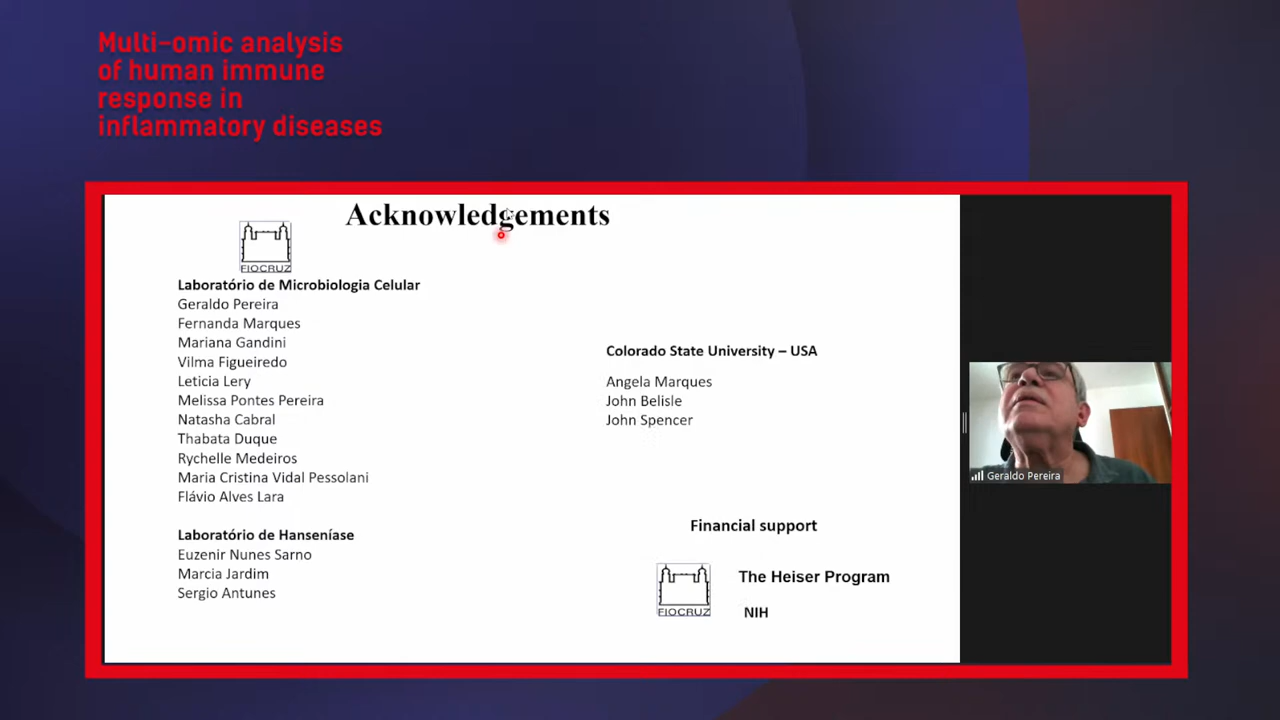 Multi-omic analysis
of human immune
response in
inflammatory diseases
Acknowledgements
FIOCRUZ
Laboratório de Microbiologia Celular
Geraldo Pereira
Fernanda Marques
Mariana Gandini
Vilma Figueiredo
Leticia Lery
Melissa Pontes Pereira
Natasha Cabral
Thabata Duque
Rychelle Medeiros
Maria Cristina Vidal Pessolani
Flávio Alves Lara
Laboratório de Hanseníase
Euzenir Nunes Sarno
Marcia Jardim
Sergio Antunes
Colorado State University – USA
Angela Marques
John Belisle
John Spencer
Financial support
FIOCRUZ
The Heiser Program
NIH
Geraldo Pereira